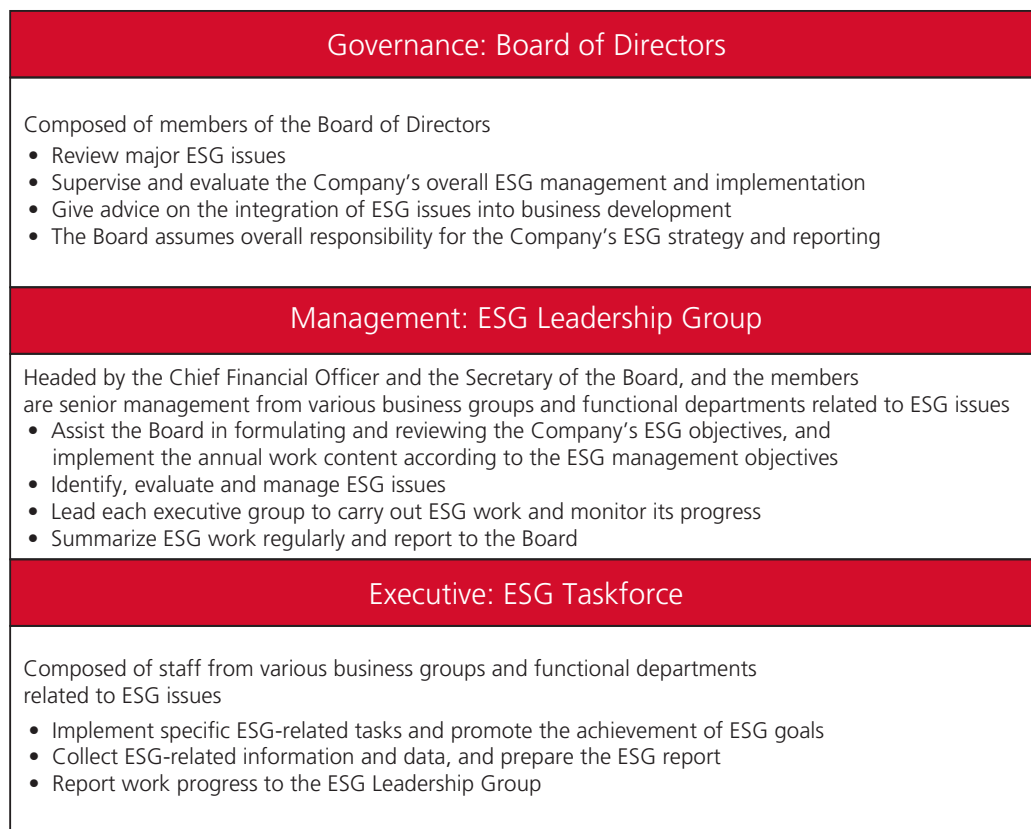 Governance: Board of Directors
Composed of members of the Board of Directors
• Review major ESG issues
• Supervise and evaluate the Company’s overall ESG management and implementation
• Give advice on the integration of ESG issues into business development
• The Board assumes overall responsibility for the Company’s ESG strategy and reporting
Management: ESG Leadership Group
Headed by the Chief Financial Officer and the Secretary of the Board, and the members
are senior management from various business groups and functional departments related to ESG issues
• Assist the Board in formulating and reviewing the Company’s ESG objectives, and
implement the annual work content according to the ESG management objectives
• Identify, evaluate and manage ESG issues
• Lead each executive group to carry out ESG work and monitor its progress
• Summarize ESG work regularly and report to the Board
Executive: ESG Taskforce
Composed of staff from various business groups and functional departments
related to ESG issues
• Implement specific ESG-related tasks and promote the achievement of ESG goals
• Collect ESG-related information and data, and prepare the ESG report
• Report work progress to the ESG Leadership Group